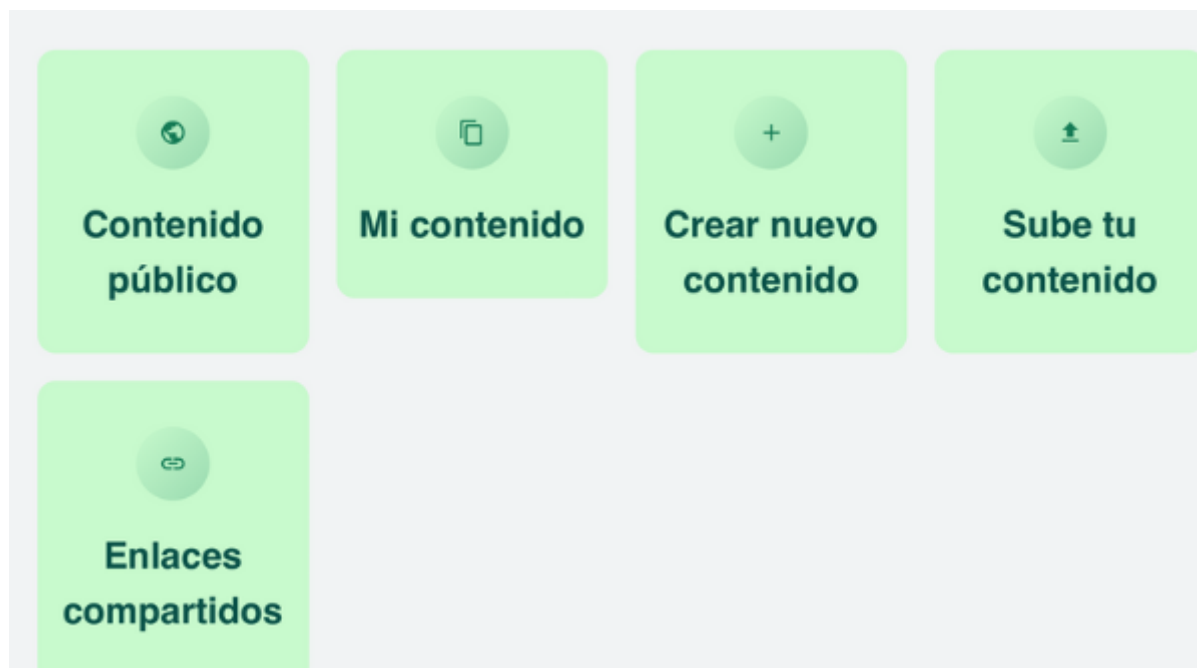 Contenido
público
Mi contenido
Crear nuevo
contenido
Sube tu
contenido
Enlaces
compartidos